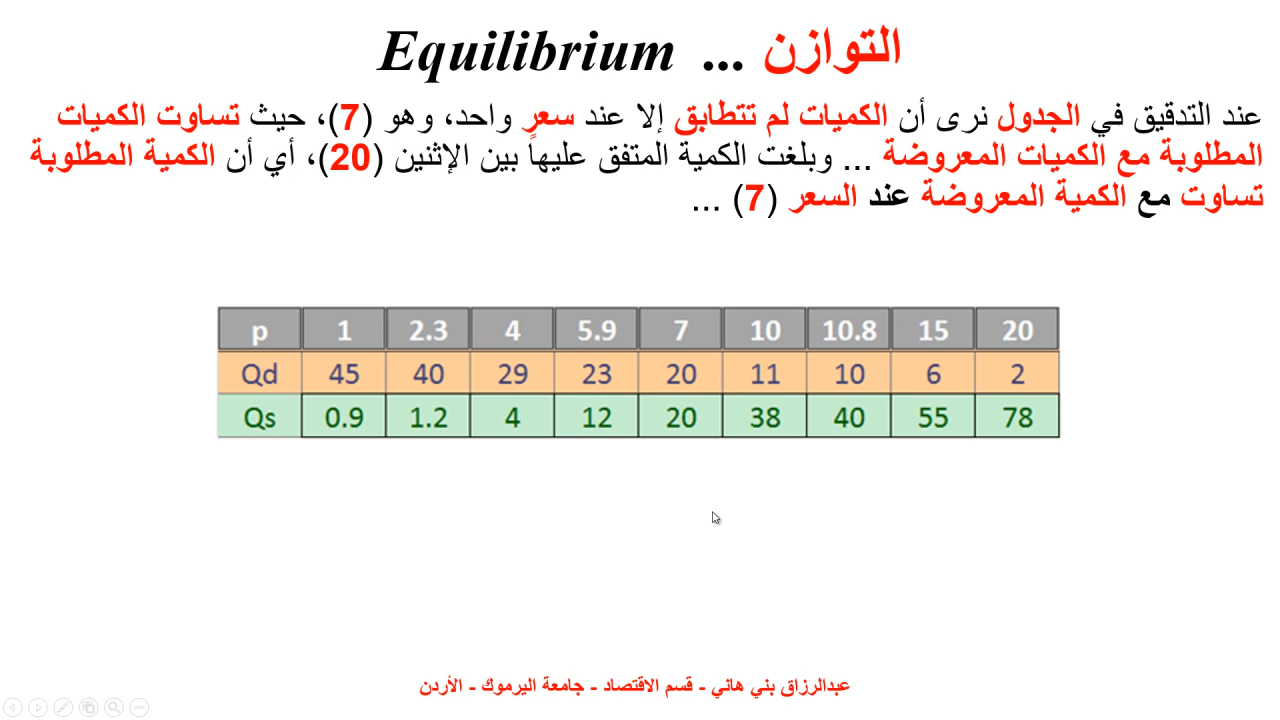 التوازن ... Equilibrium
عند التدقيق في الجدول نرى أن الكميات لم تتطابق إلا عند سعرٍ واحد، وهو (7)، حيث تساوت الكميات
المطلوبة مع الكميات المعروضة ... وبلغت الكمية المتفق عليها بين الإثنين (20)، أي أن الكمية المطلوبة
تساوت مع الكمية المعروضة عند السعر (7) ...
p 1 2.3 4 5.9 7 10 10.8 15 20
Qd 45 40 29 23 20 11 10 6 2
Qs 0.9 1.2 4 12 20 38 40 55 78
عبدالرزاق بني هاني - قسم الاقتصاد - جامعة اليرموك - الأردن